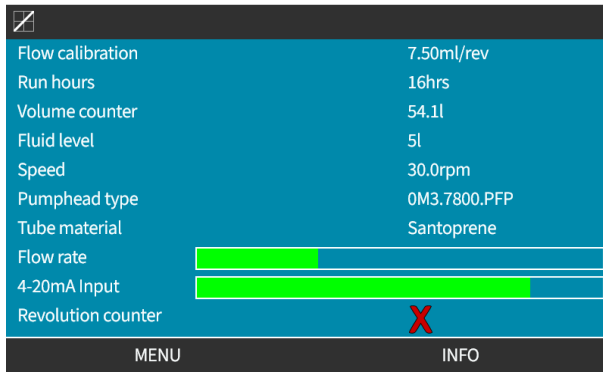 Flow calibration 7.50ml/rev
Run hours 16hrs
Volume counter 54.1l
Fluid level 5l
Speed 30.0rpm
Pumphead type 0M3.7800.PFP
Tube material Santoprene
Flow rate
4-20mA Input
Revolution counter X
MENU INFO